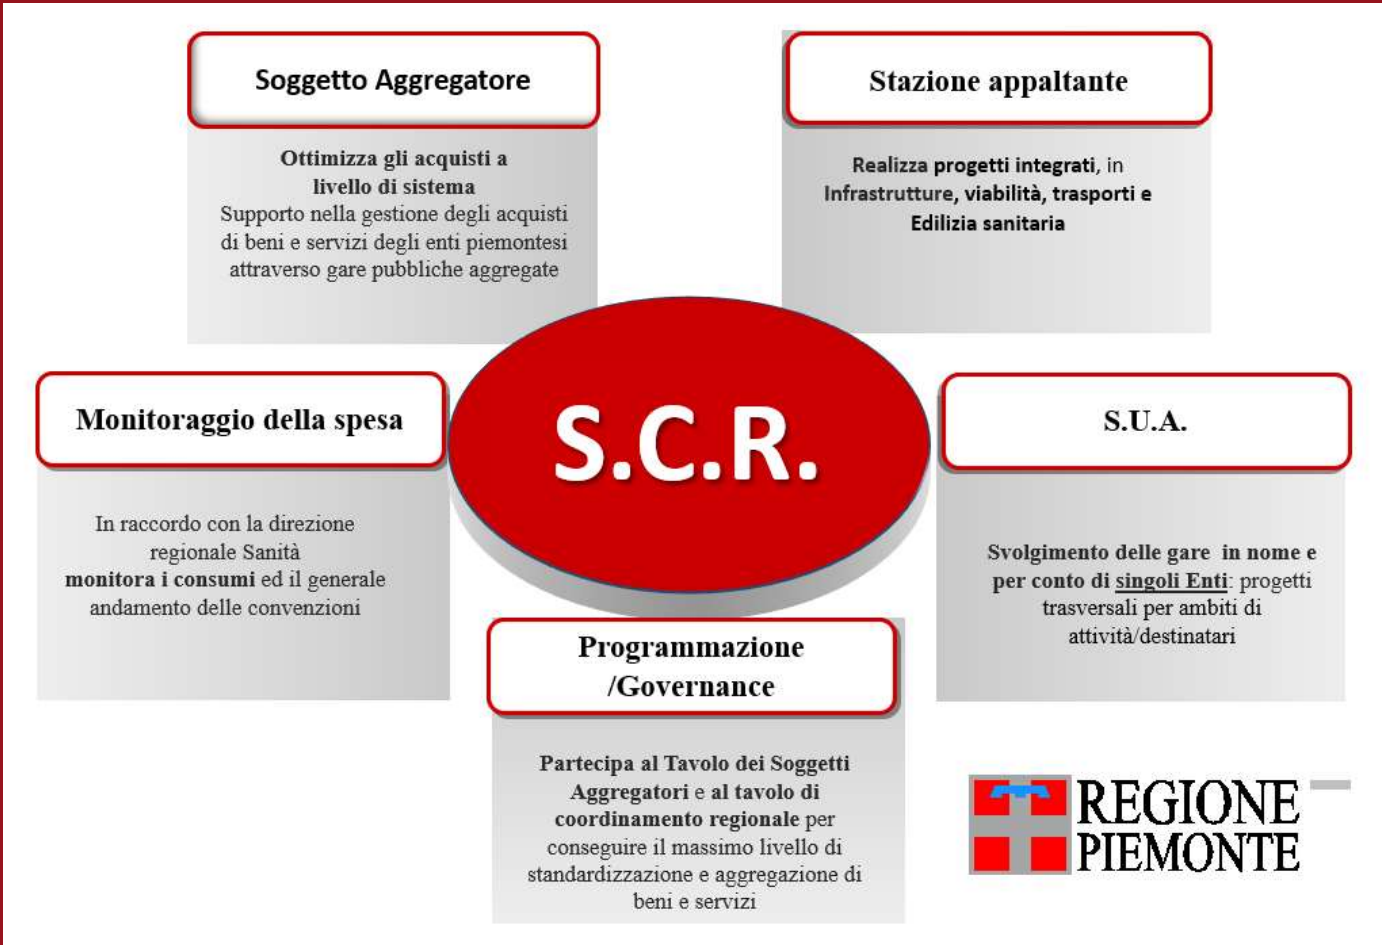 Soggetto Aggregatore
Ottimizza gli acquisti a
livello di sistema
Supporto nella gestione degli acquisti
di beni e servizi degli enti piemontesi
attraverso gare pubbliche aggregate
Stazione appaltante
Realizza progetti integrati, in
Infrastrutture, viabilità, trasporti e
Edilizia sanitaria
S.C.R.
Monitoraggio della spesa
In raccordo con la direzione
regionale Sanità
monitora i consumi ed il generale
andamento delle convenzioni
S.U.A.
Svolgimento delle gare in nome e
per conto di singoli Enti: progetti
trasversali per ambiti di
attività/destinatari
Programmazione
/Governance
Partecipa al Tavolo dei Soggetti
Aggregatori e al tavolo di
coordinamento regionale per
conseguire il massimo livello di
standardizzazione e aggregazione di
beni e servizi
REGIONE
PIEMONTE